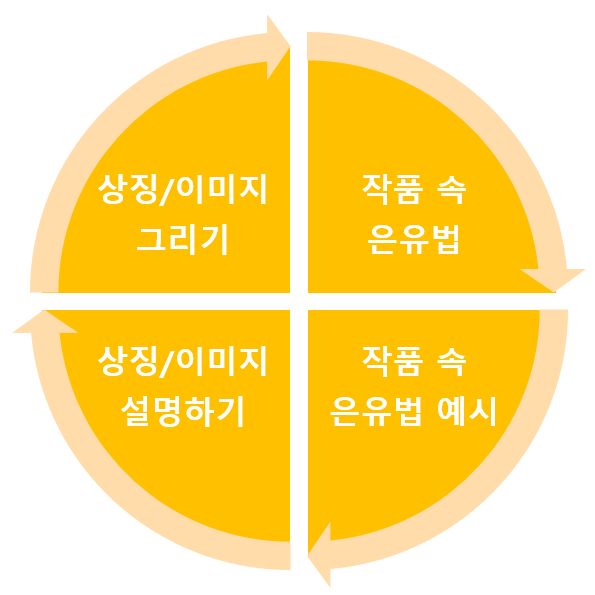 상징/이미지
그리기
작품 속
은유법
상징/이미지
설명하기
작품 속
은유법 예시